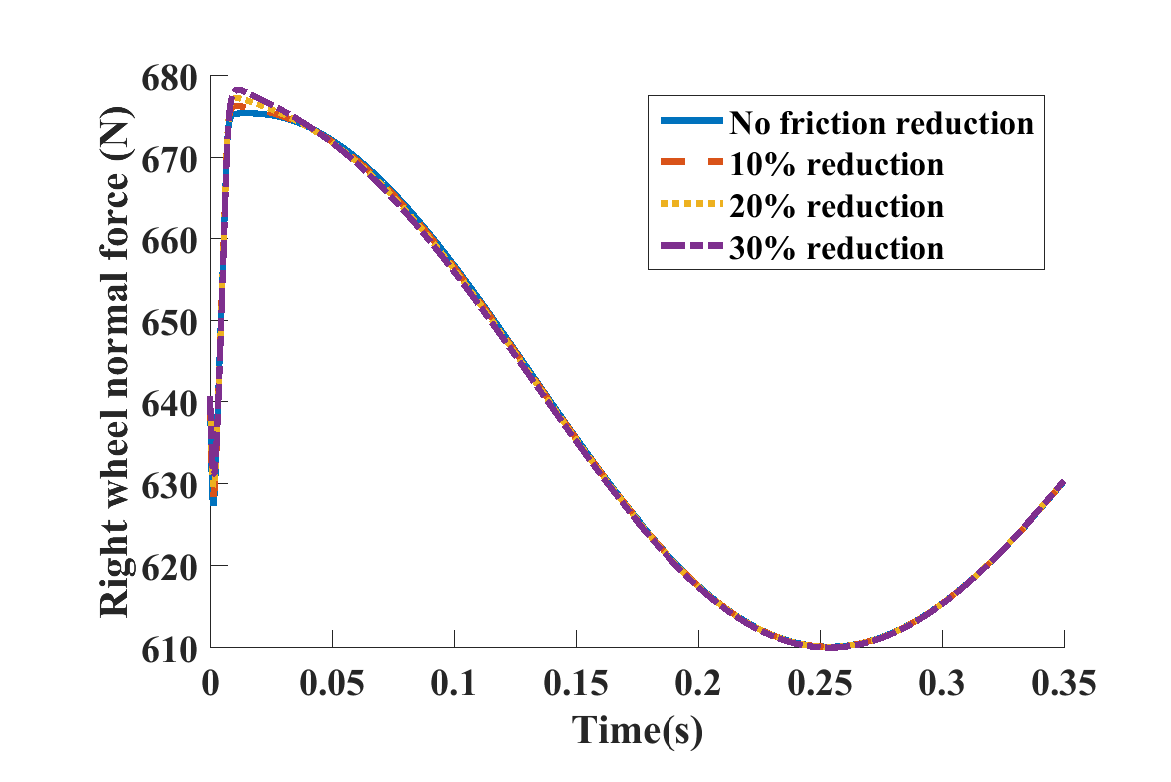 Right wheel normal force (N)
680
670
660
650
640
630
620
610
0
0.05
0.1
0.15
0.2
0.25
0.3
0.35
Time(s)
No friction reduction
10% reduction
20% reduction
30% reduction